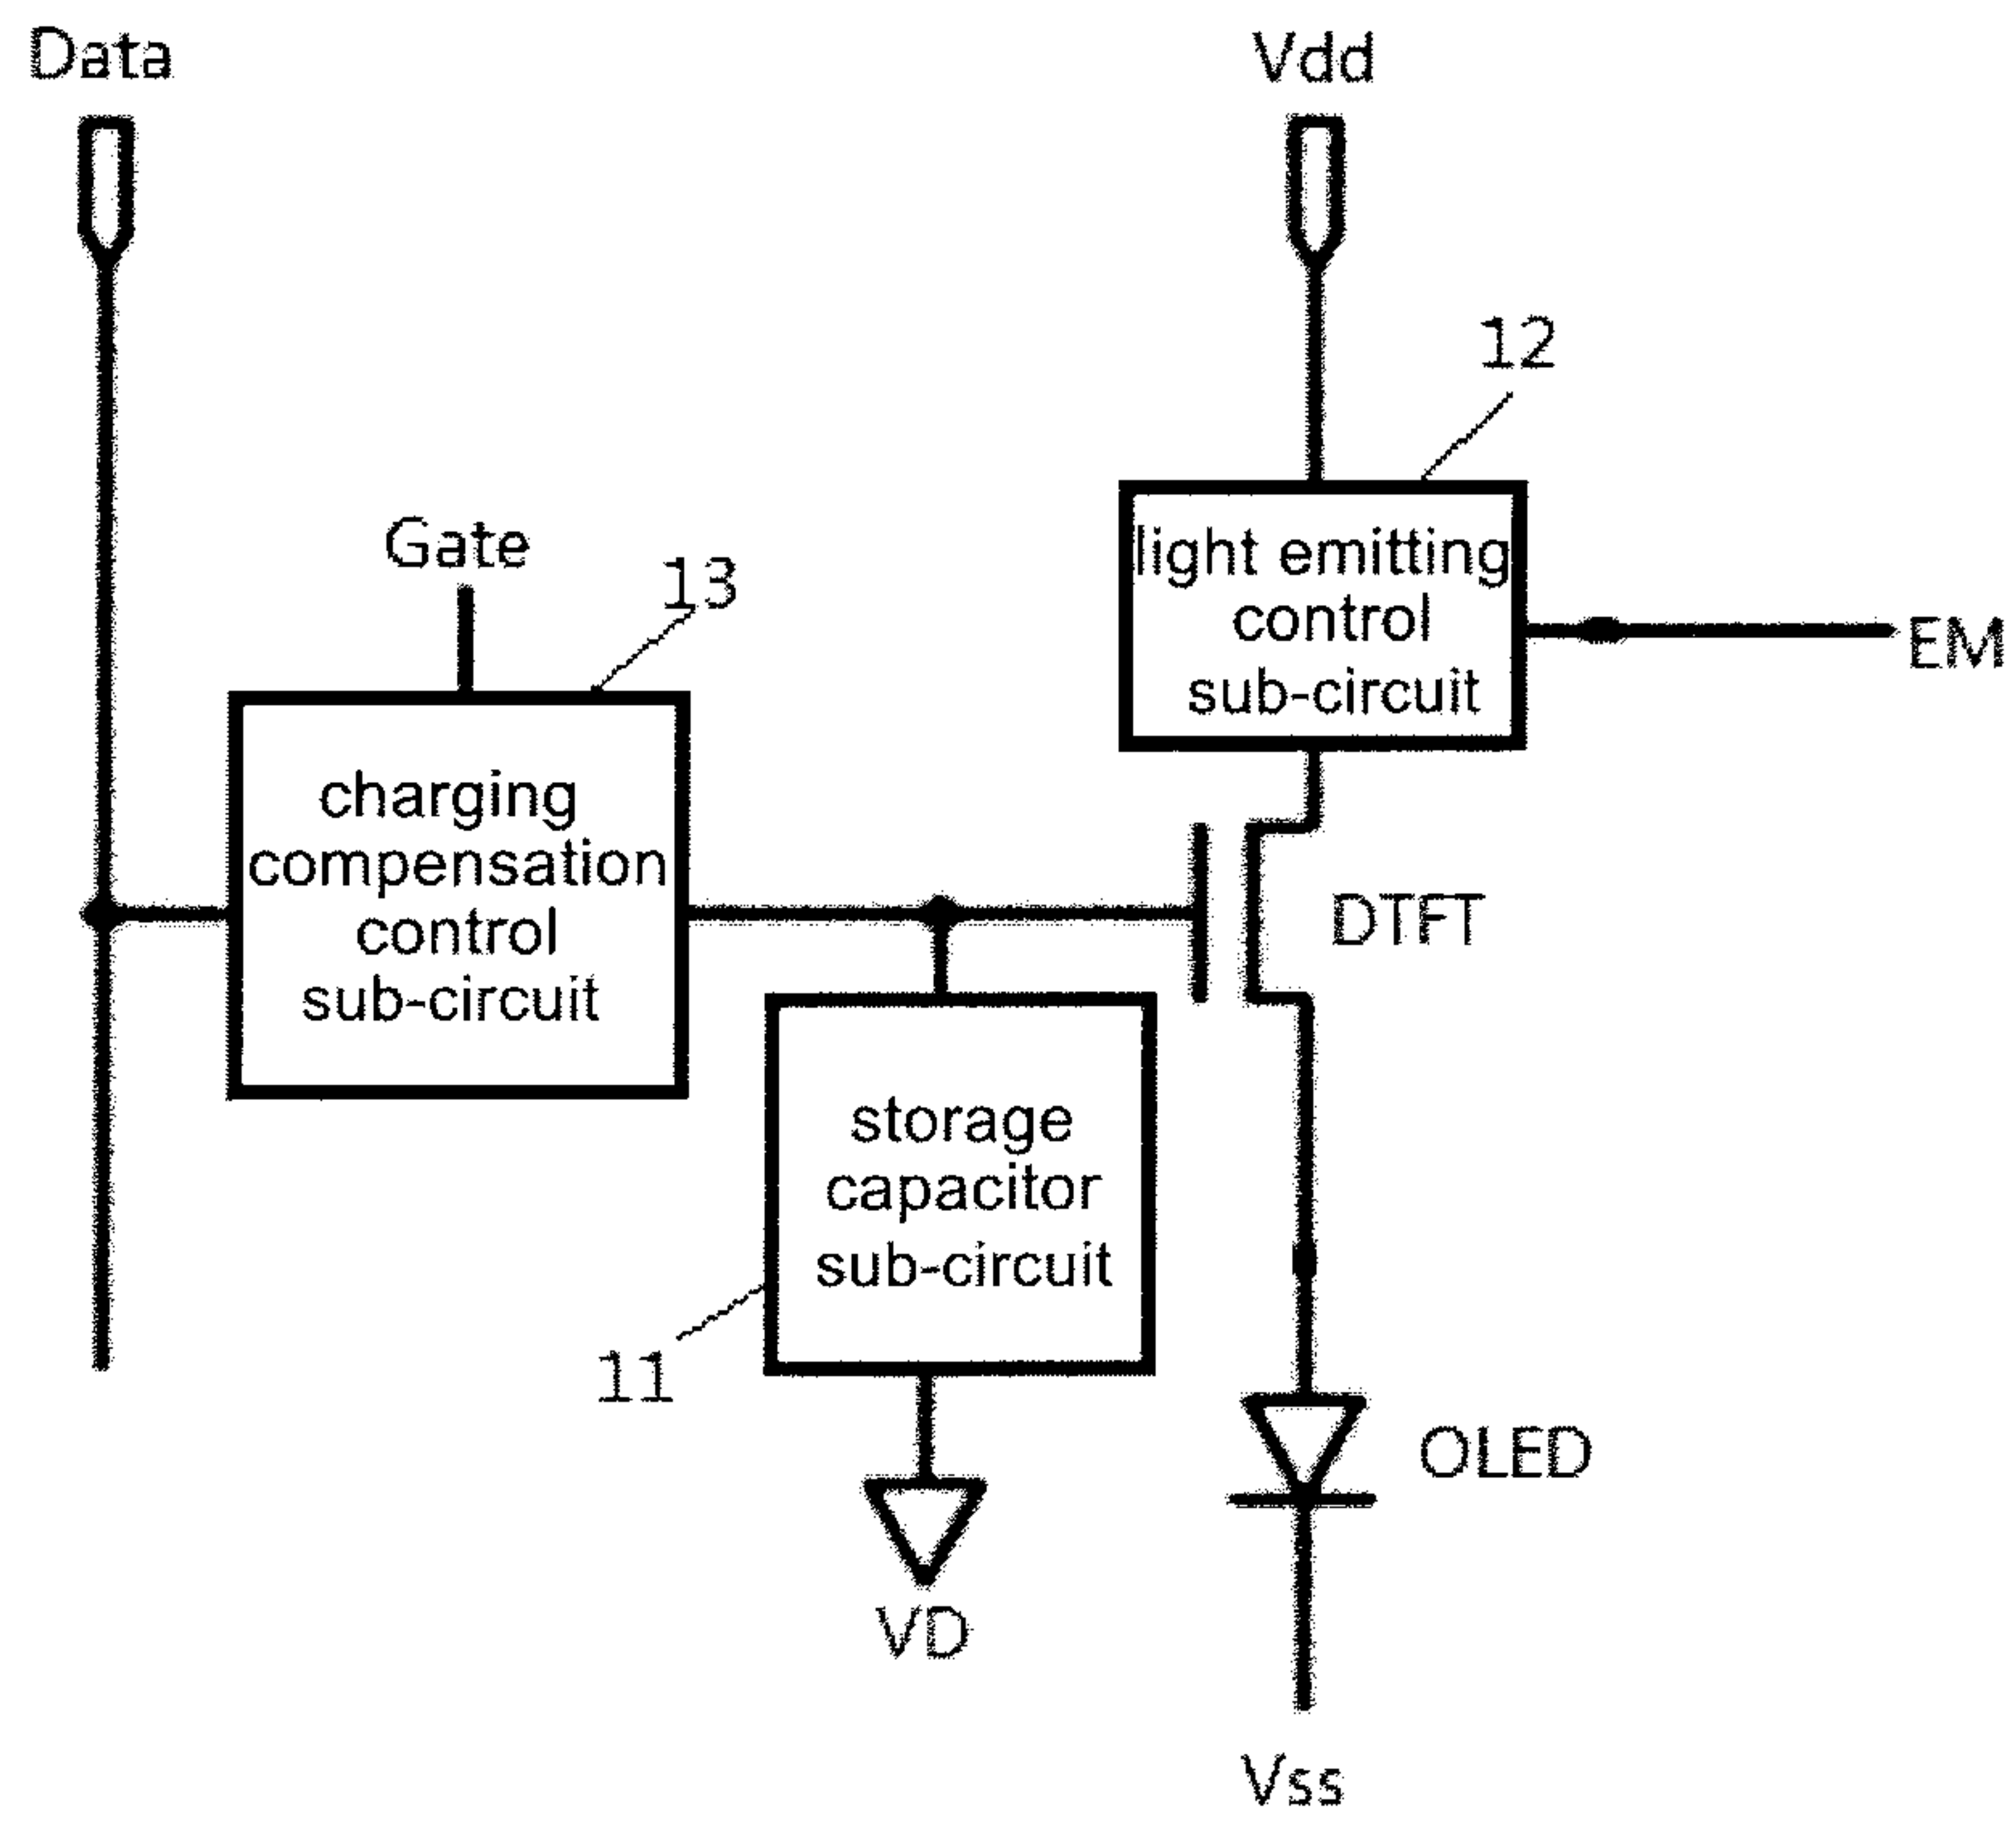 Data
Vdd
12
Gate
13
light emitting
control
sub-circuit
EM
charging
compensation
control
sub-circuit
DTFT
storage
capacitor
sub-circuit
11
OLED
VD
Vss